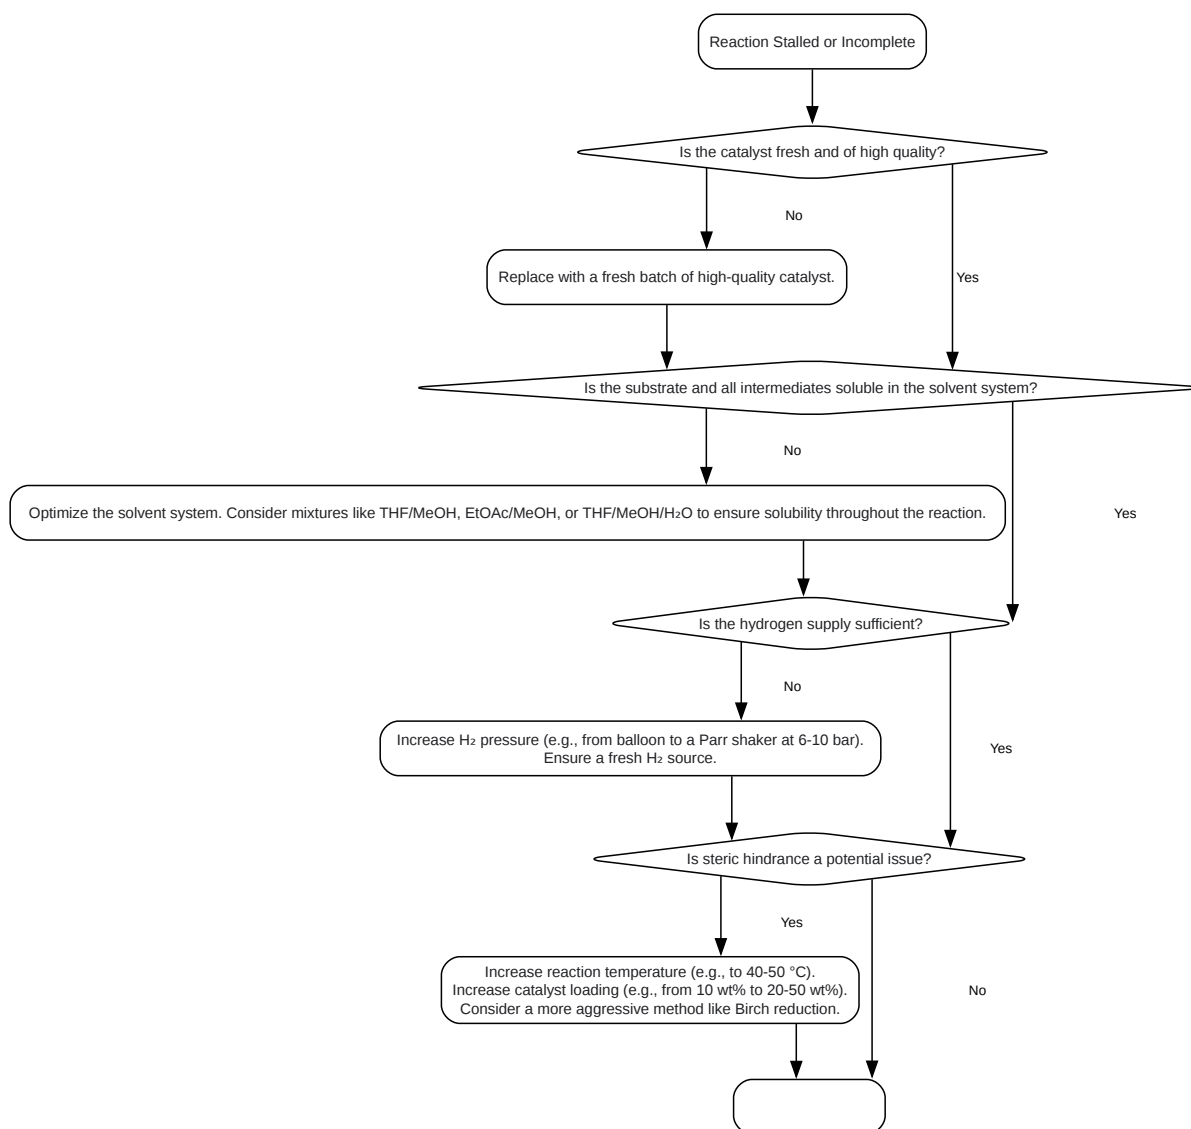 Reaction Stalled or Incomplete
Is the catalyst fresh and of high quality?
No
Replace with a fresh batch of high-quality catalyst.
Yes
Is the substrate and all intermediates soluble in the solvent system?
No
Optimize the solvent system. Consider mixtures like THF/MeOH, EtOAc/MeOH, or THF/MeOH/H₂O to ensure solubility throughout the reaction.
Yes
Is the hydrogen supply sufficient?
No
Increase H₂ pressure (e.g., from balloon to a Parr shaker at 6-10 bar).
Ensure a fresh H₂ source.
Yes
Is steric hindrance a potential issue?
Yes
Increase reaction temperature (e.g., to 40-50 °C).
Increase catalyst loading (e.g., from 10 wt% to 20-50 wt%).
Consider a more aggressive method like Birch reduction.
No